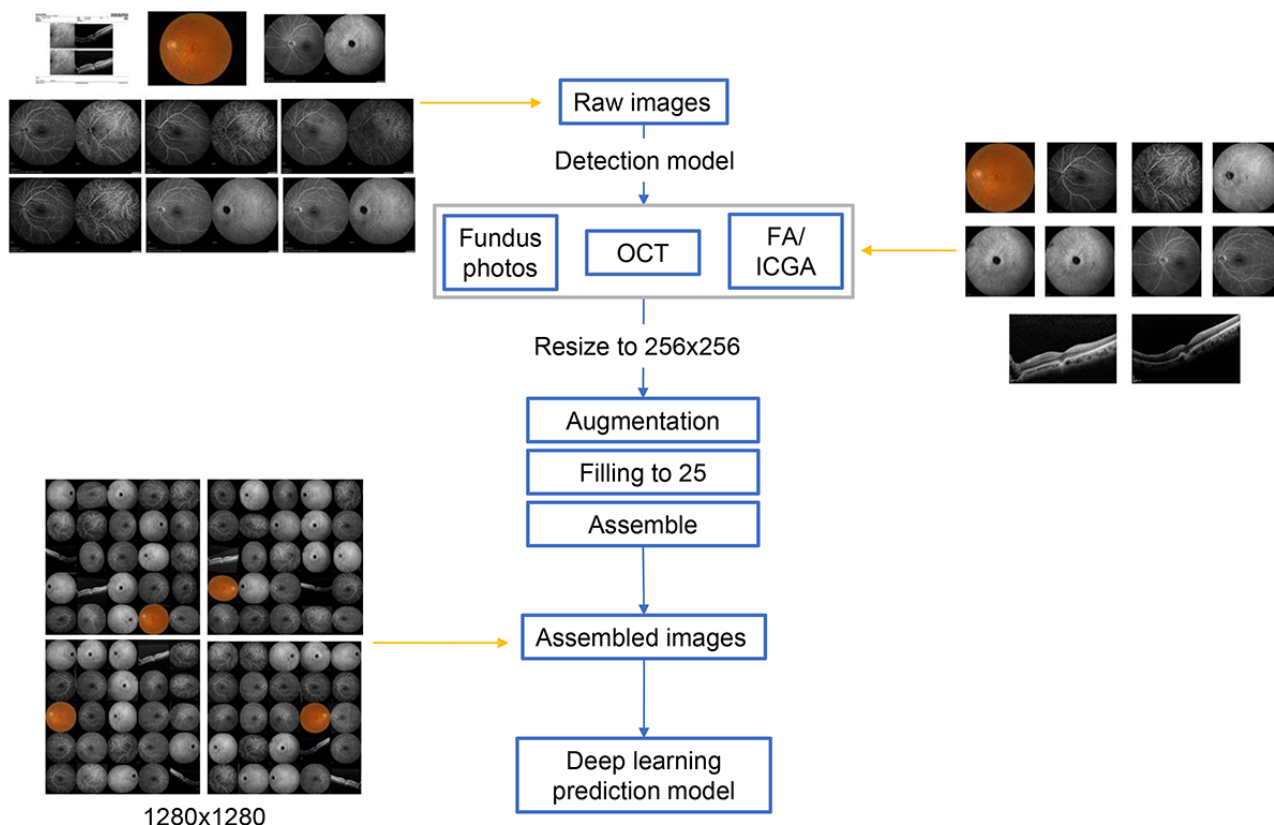 Raw images
Detection model
Fundus
photos
OCT
FA/
ICGA
Resize to 256x256
Augmentation
Filling to 25
Assemble
Assembled images
Deep learning
prediction model
1280x1280